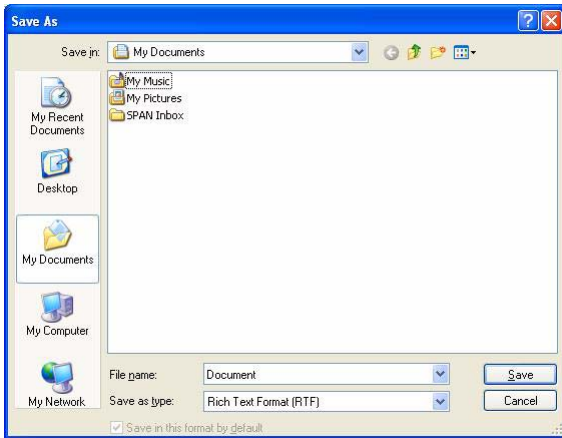 Save As
Save in: My Documents
My Recent
Documents
Desktop
My Documents
My Computer
My Network
My Music
My Pictures
SPAN Inbox
File name: Document Save
Save as type: Rich Text Format (RTF) Cancel
Save in this format by default